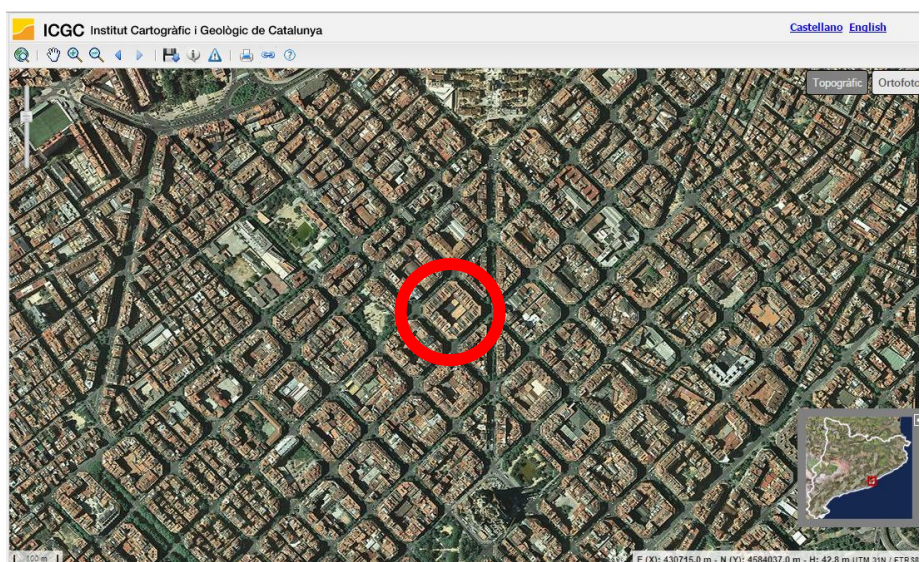 ICGC Institut Cartogràfic i Geològic de Catalunya
Castellano English
Topogràfic Ortofoto
100 m
E (X): 430715,0 m - N (Y): 4584037,0 m - H: 42,8 m (UTM 31N / ETRS8